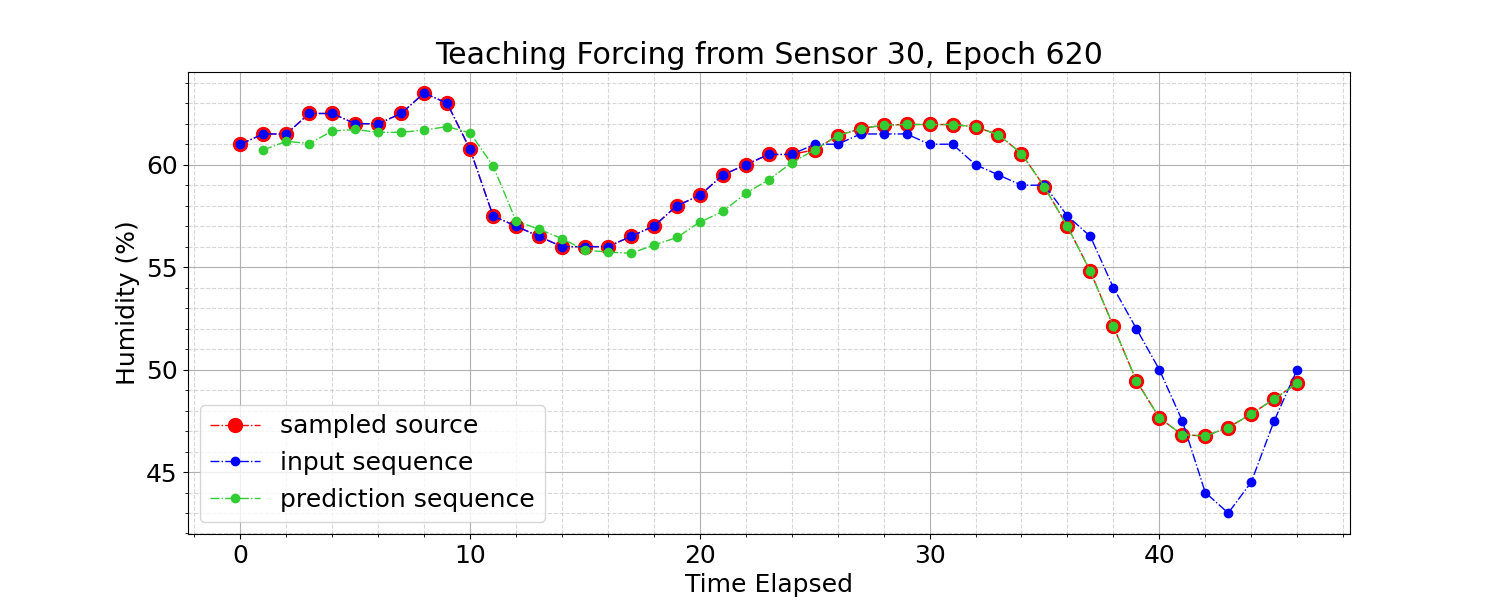 Teaching Forcing from Sensor 30, Epoch 620
Humidity (%)
60
55
50
45
sampled source
input sequence
prediction sequence
0 10 20 30 40
Time Elapsed